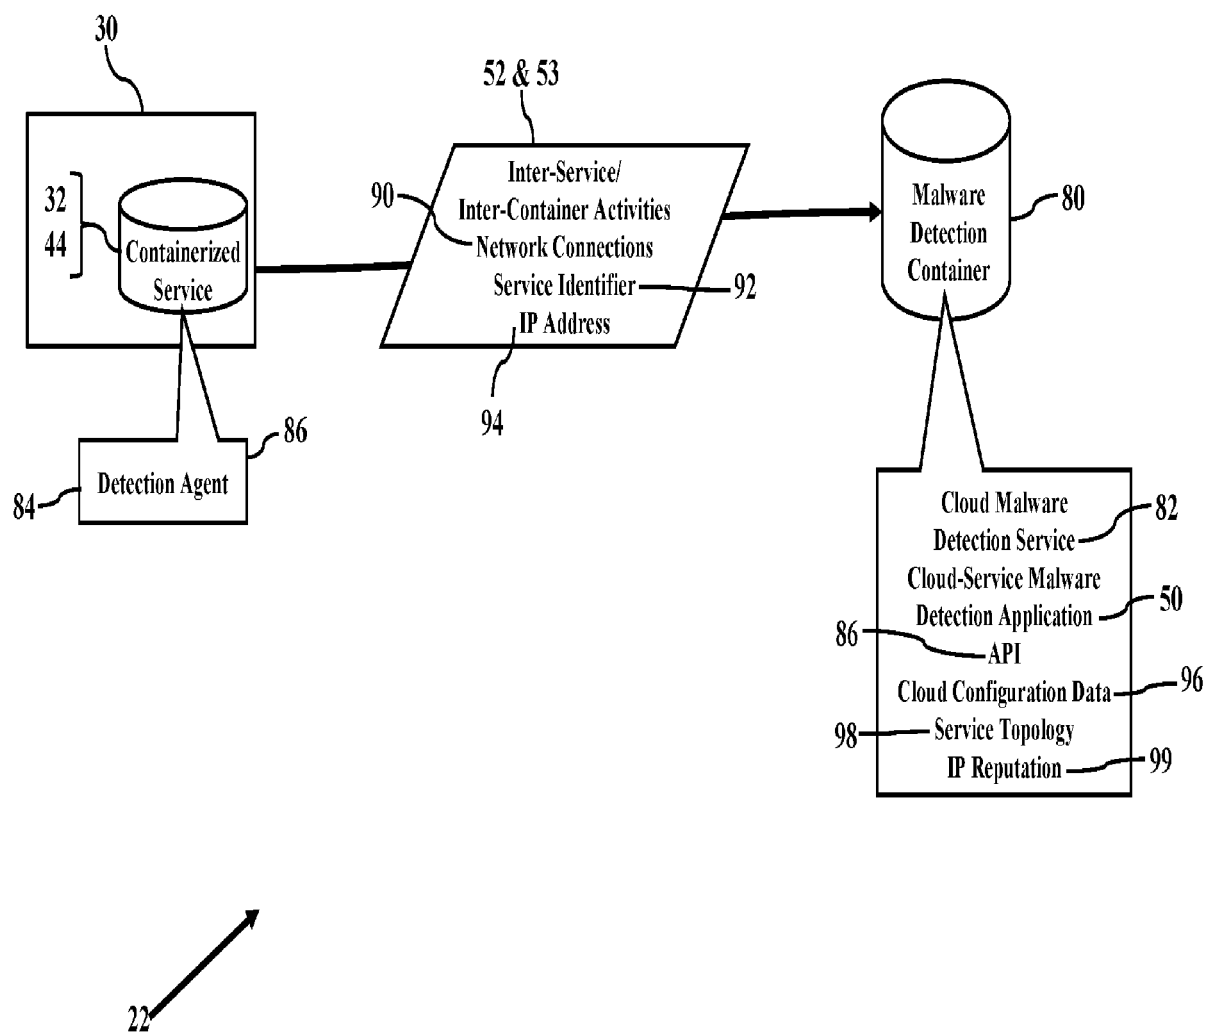 30
52 & 53
32
44
Containerized
Service
90
Inter-Service/
Inter-Container Activities
Network Connections
Service Identifier
92
IP Address
94
Malware
Detection
Container
80
86
84
Detection Agent
Cloud Malware
Detection Service
82
Cloud-Service Malware
Detection Application
50
86
API
Cloud Configuration Data
96
98
Service Topology
IP Reputation
99
22